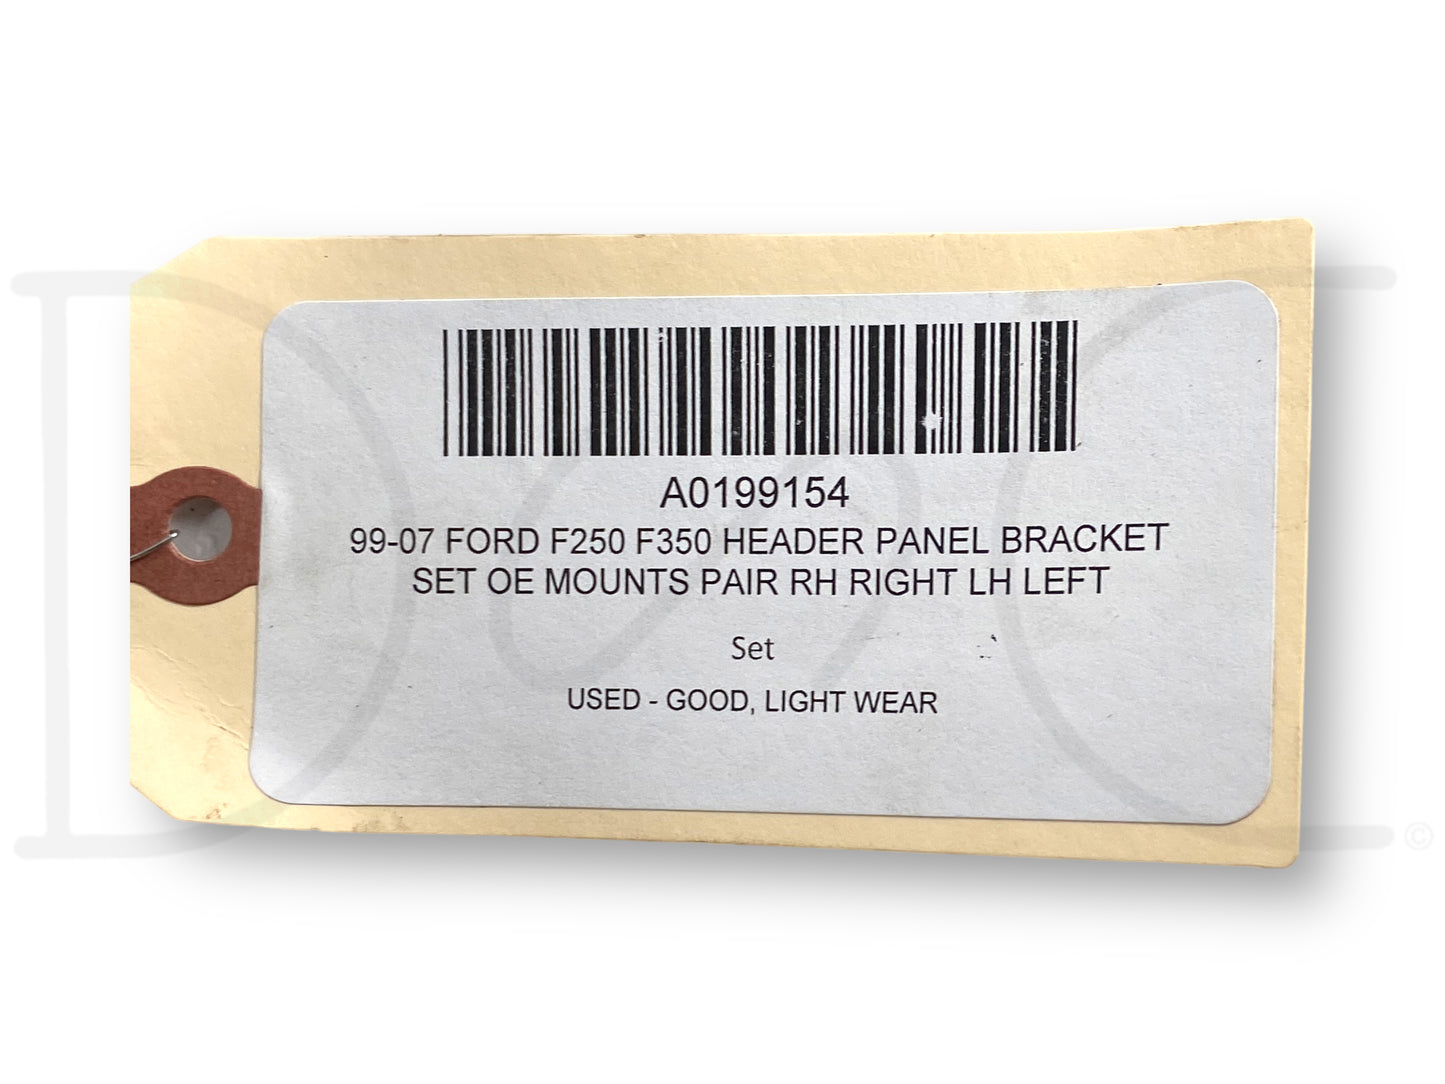 A0199154
99-07 FORD F250 F350 HEADER PANEL BRACKET
SET OE MOUNTS PAIR RH RIGHT LH LEFT
Set
USED - GOOD, LIGHT WEAR